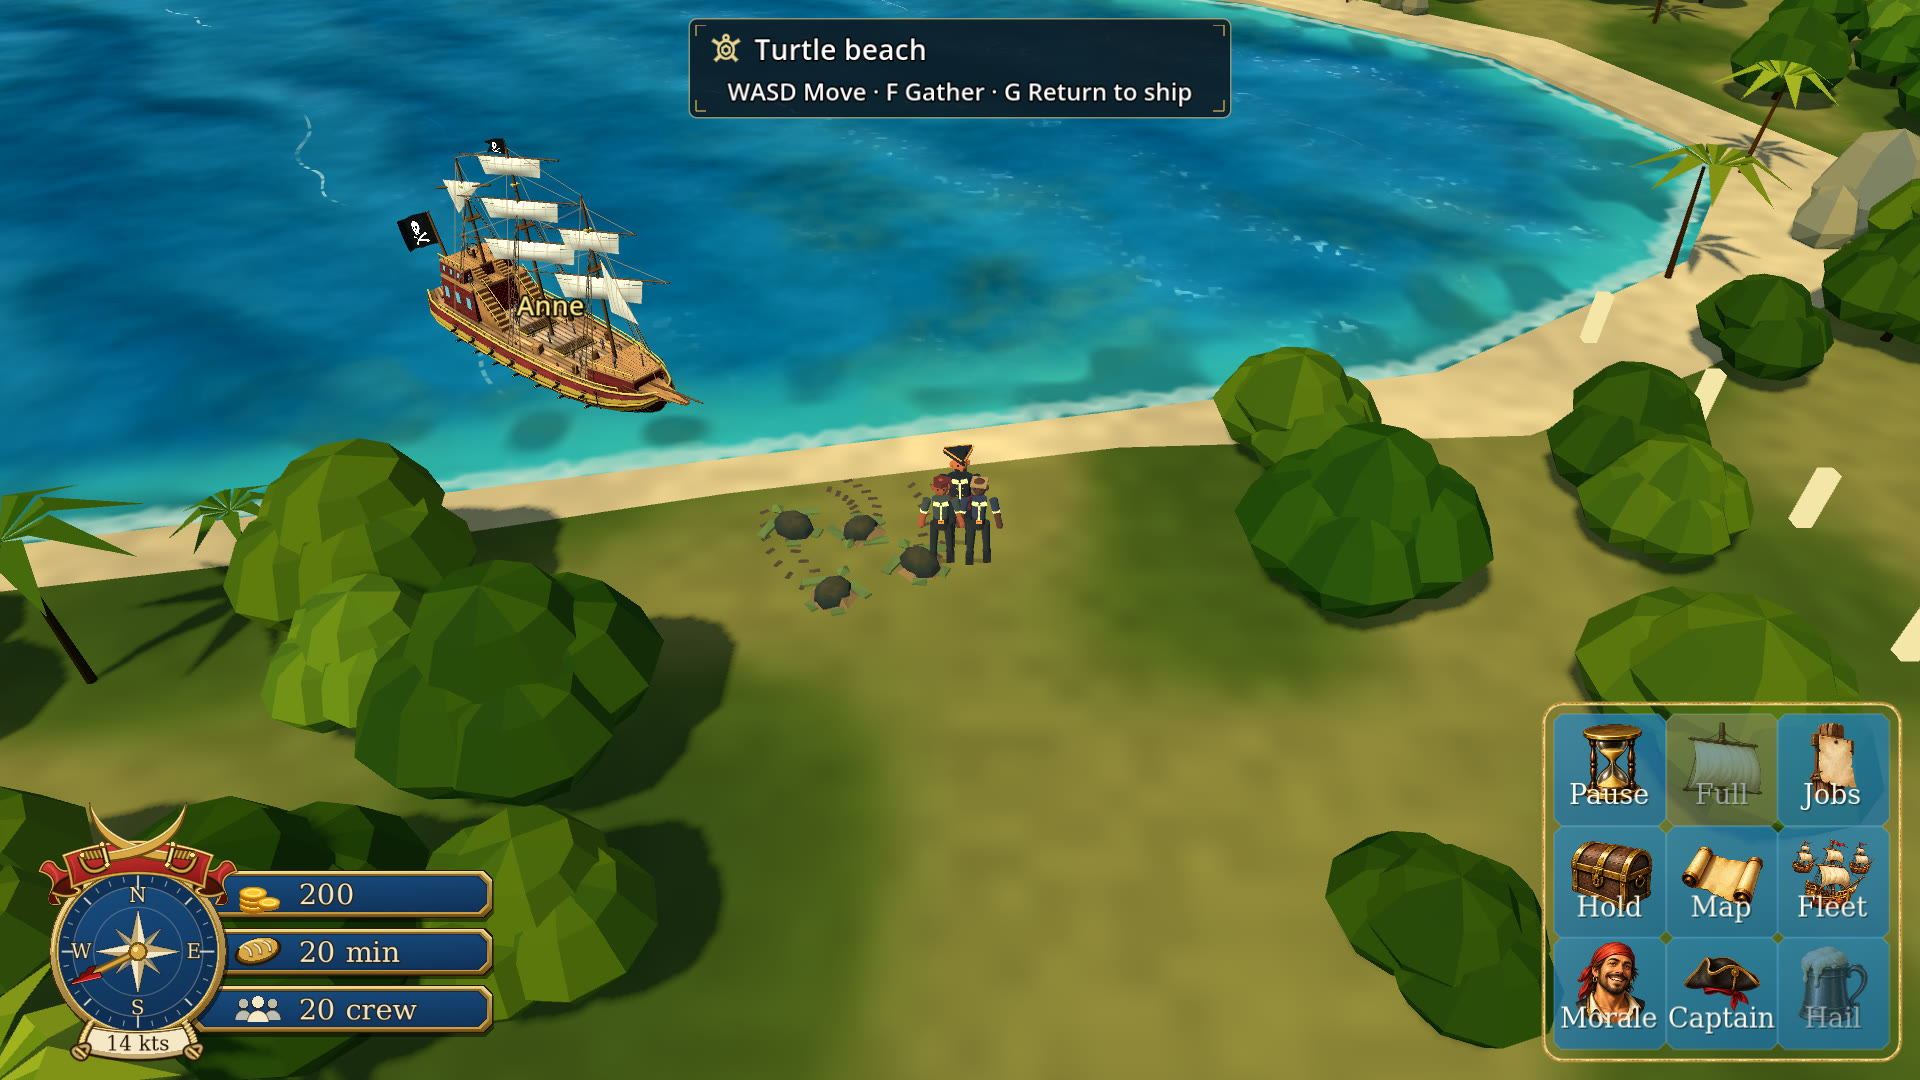 Turtle beach
WASD Move · F Gather · G Return to ship
Anne
Pause
Full
Jobs
Hold
Map
Fleet
Morale
Captain
Hail
N
W
E
S
14 kts
200
20 min
20 crew